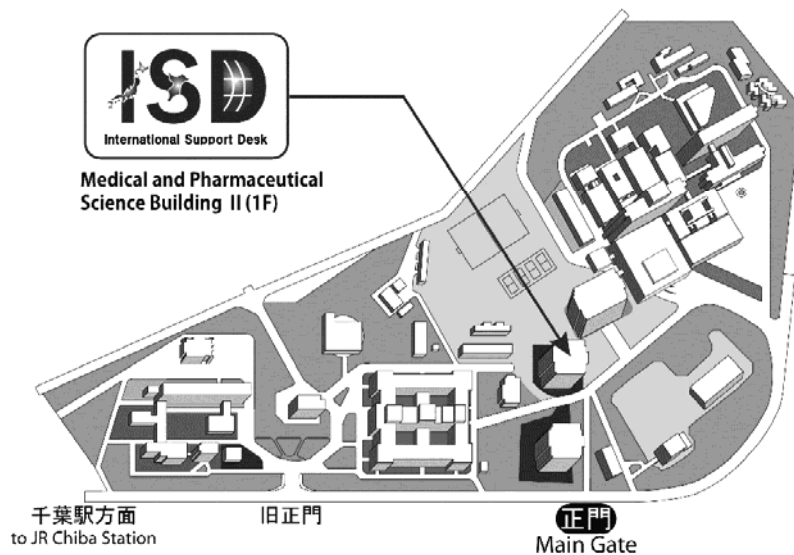 ISD
International Support Desk
Medical and Pharmaceutical
Science Building II (1F)
千葉駅方面
to JR Chiba Station
旧正門
正門
Main Gate